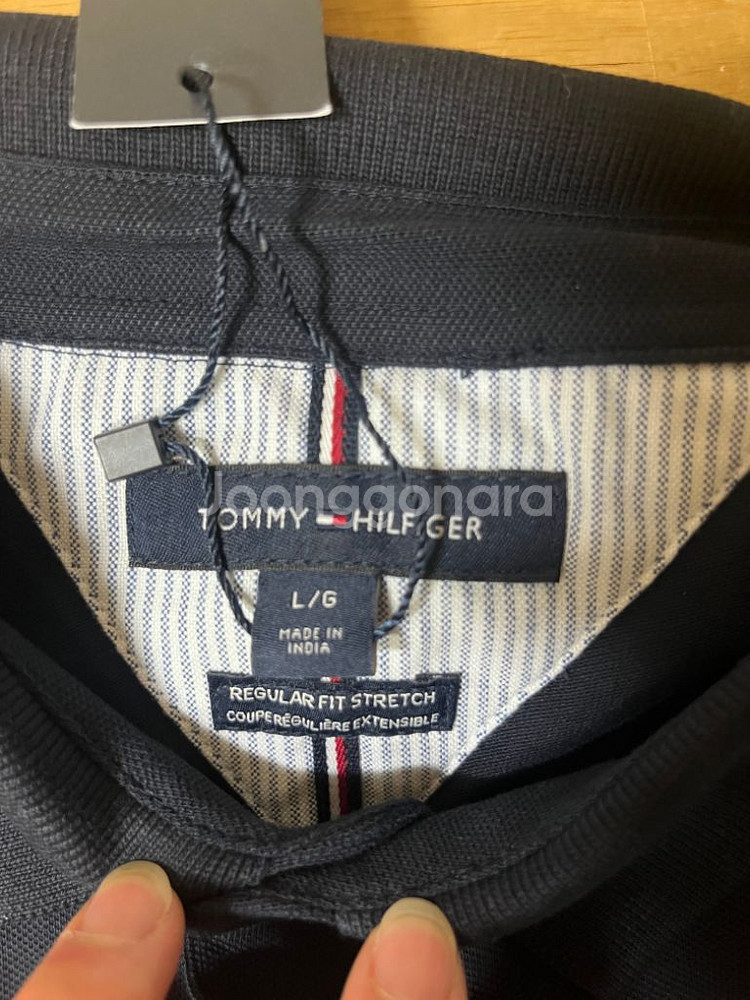 Joonggonara
TOMMY HILFIGER
L/G
MADE IN
INDIA
REGULAR FIT STRETCH
COUPE RÉGULIÈRE EXTENSIBLE